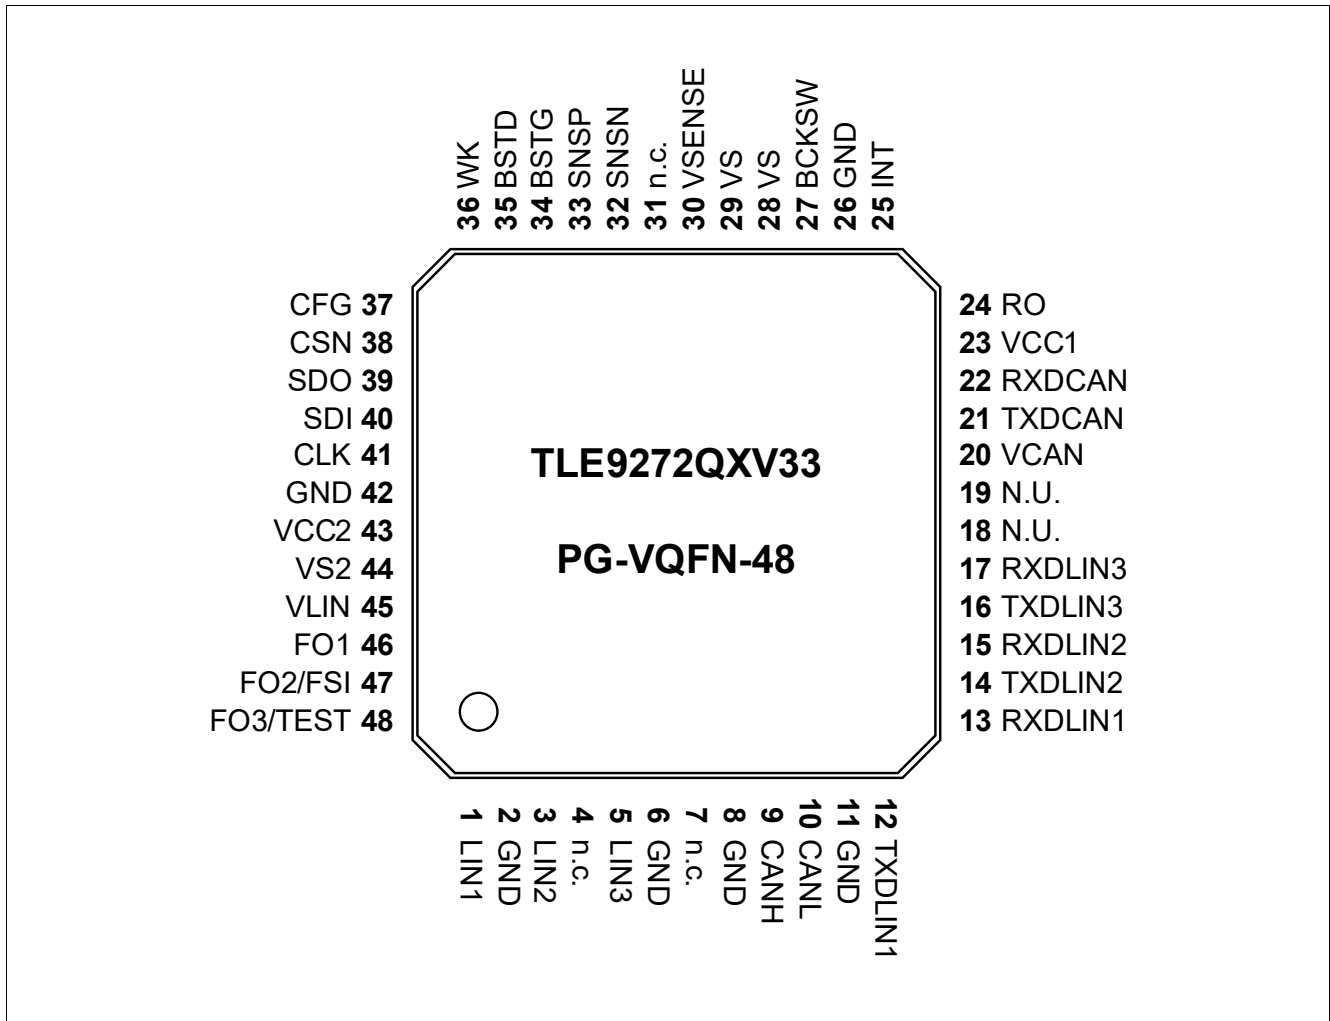 36 WK
35 BSTD
34 BSTG
33 SNSP
32 SNSN
31 n.c.
30 VSENSE
29 VS
28 VS
27 BCKSW
26 GND
25 INT
CFG 37
CSN 38
SDO 39
SDI 40
CLK 41
GND 42
VCC2 43
VS2 44
VLIN 45
FO1 46
FO2/FSI 47
FO3/TEST 48
TLE9272QXV33
PG-VQFN-48
24 RO
23 VCC1
22 RXDCAN
21 TXDCAN
20 VCAN
19 N.U.
18 N.U.
17 RXDLIN3
16 TXDLIN3
15 RXDLIN2
14 TXDLIN2
13 RXDLIN1
1 LIN1
2 GND
3 LIN2
4 n.c.
5 LIN3
6 GND
7 n.c.
8 GND
9 CANH
10 CANL
11 GND
12 TXDLIN1